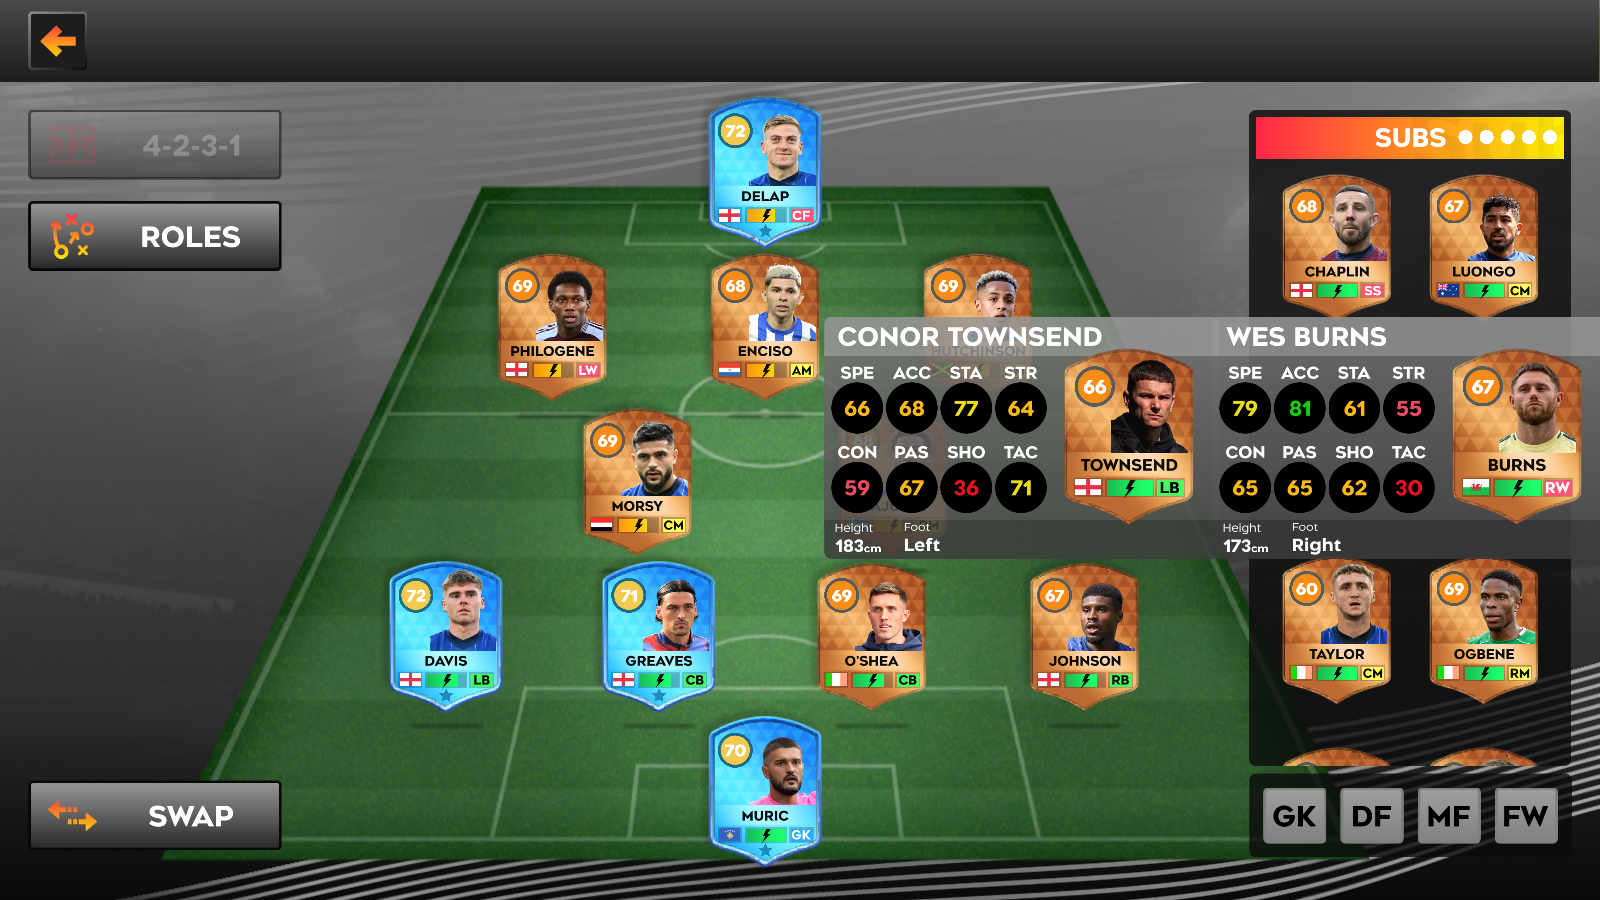 4-2-3-1
ROLES
SWAP
72
DELAP
CF
69
PHILOGENE
LW
68
ENCISO
AM
69
HUTCHINSON
69
MORSY
CM
72
DAVIS
LB
71
GREAVES
CB
69
O'SHEA
CB
67
JOHNSON
RB
70
MURIC
GK
SUBS
68
CHAPLIN
SS
67
LUONGO
CM
CONOR TOWNSEND
SPE ACC STA STR
66 68 77 64
CON PAS SHO TAC
59 67 36 71
Height Foot
183cm Left
66
TOWNSEND
LB
WES BURNS
SPE ACC STA STR
79 81 61 55
CON PAS SHO TAC
65 65 62 30
Height Foot
173cm Right
67
BURNS
RW
60
TAYLOR
CM
69
OGBENE
RM
GK DF MF FW